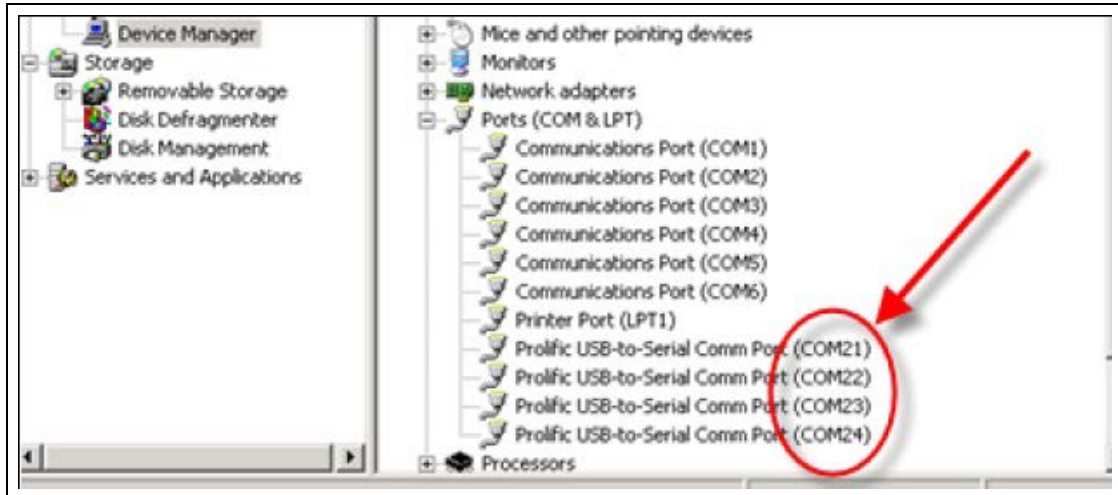 Device Manager
Storage
Removable Storage
Disk Defragmenter
Disk Management
Services and Applications
Mice and other pointing devices
Monitors
Network adapters
Ports (COM & LPT)
Communications Port (COM1)
Communications Port (COM2)
Communications Port (COM3)
Communications Port (COM4)
Communications Port (COM5)
Communications Port (COM6)
Printer Port (LPT1)
Prolific USB-to-Serial Comm Port (COM21)
Prolific USB-to-Serial Comm Port (COM22)
Prolific USB-to-Serial Comm Port (COM23)
Prolific USB-to-Serial Comm Port (COM24)
Processors